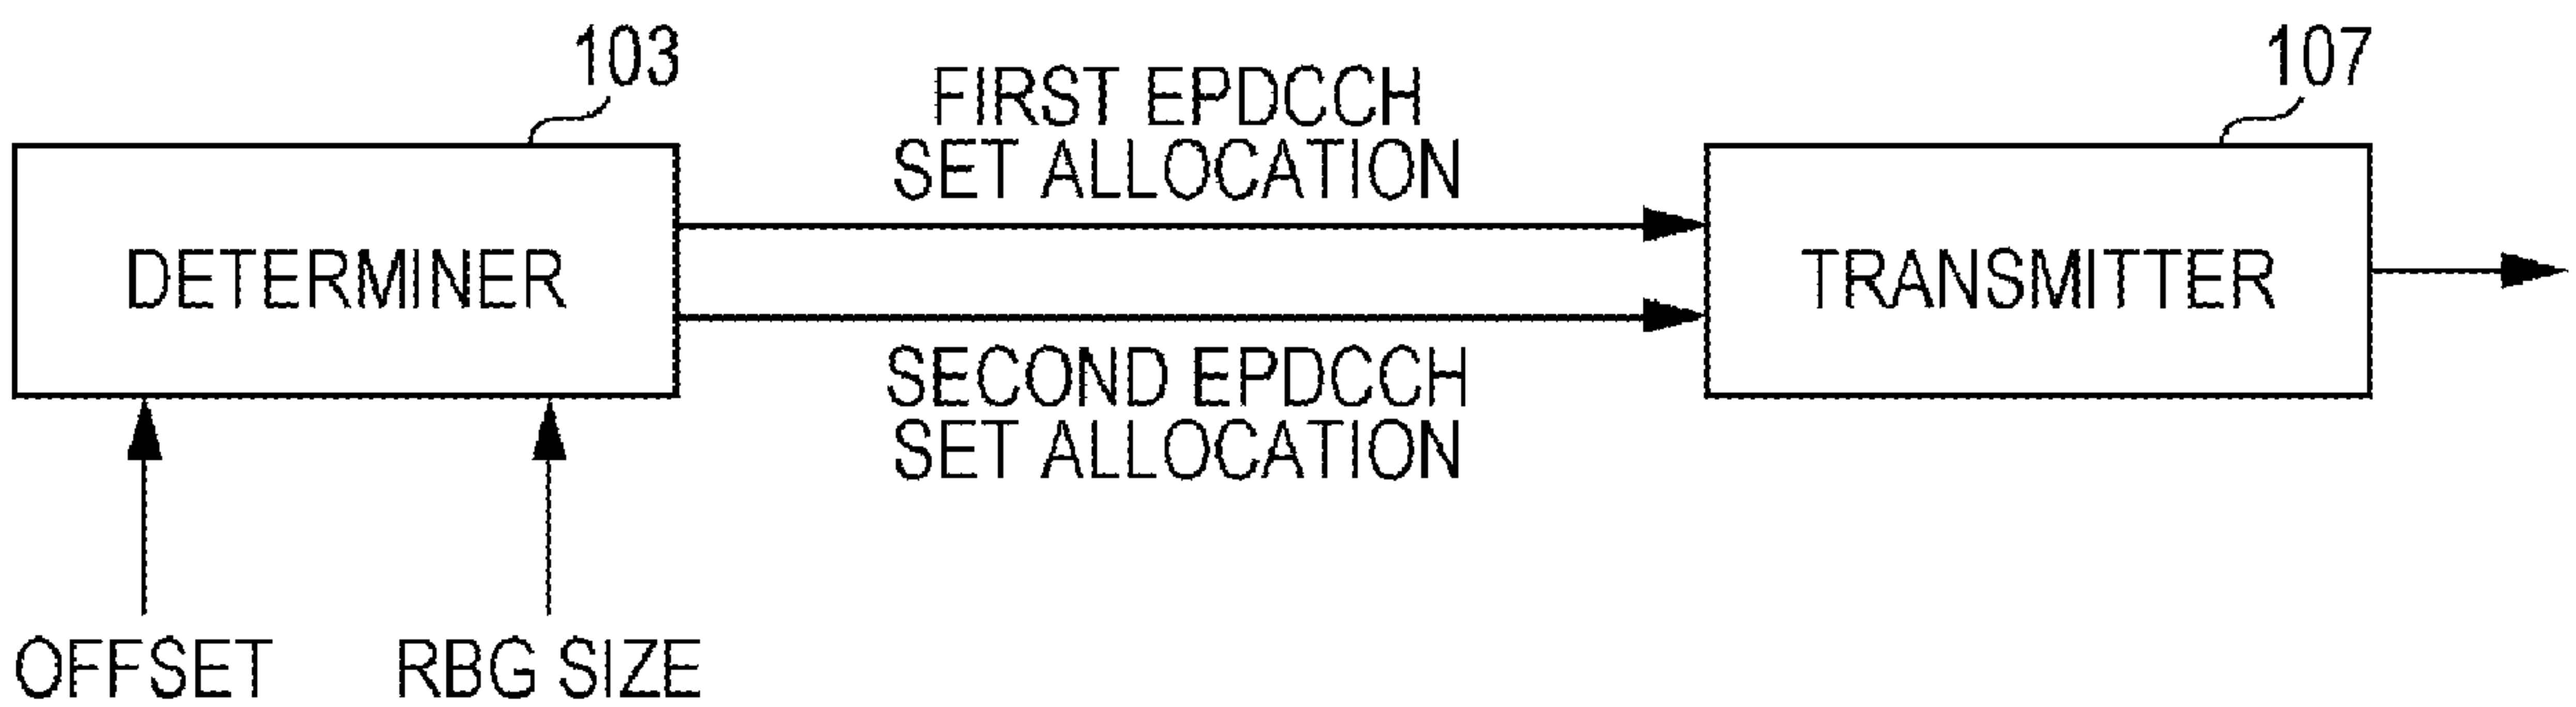 103
107
FIRST EPDCCH
SET ALLOCATION
DETERMINER
TRANSMITTER
SECOND EPDCCH
SET ALLOCATION
OFFSET
RBG SIZE